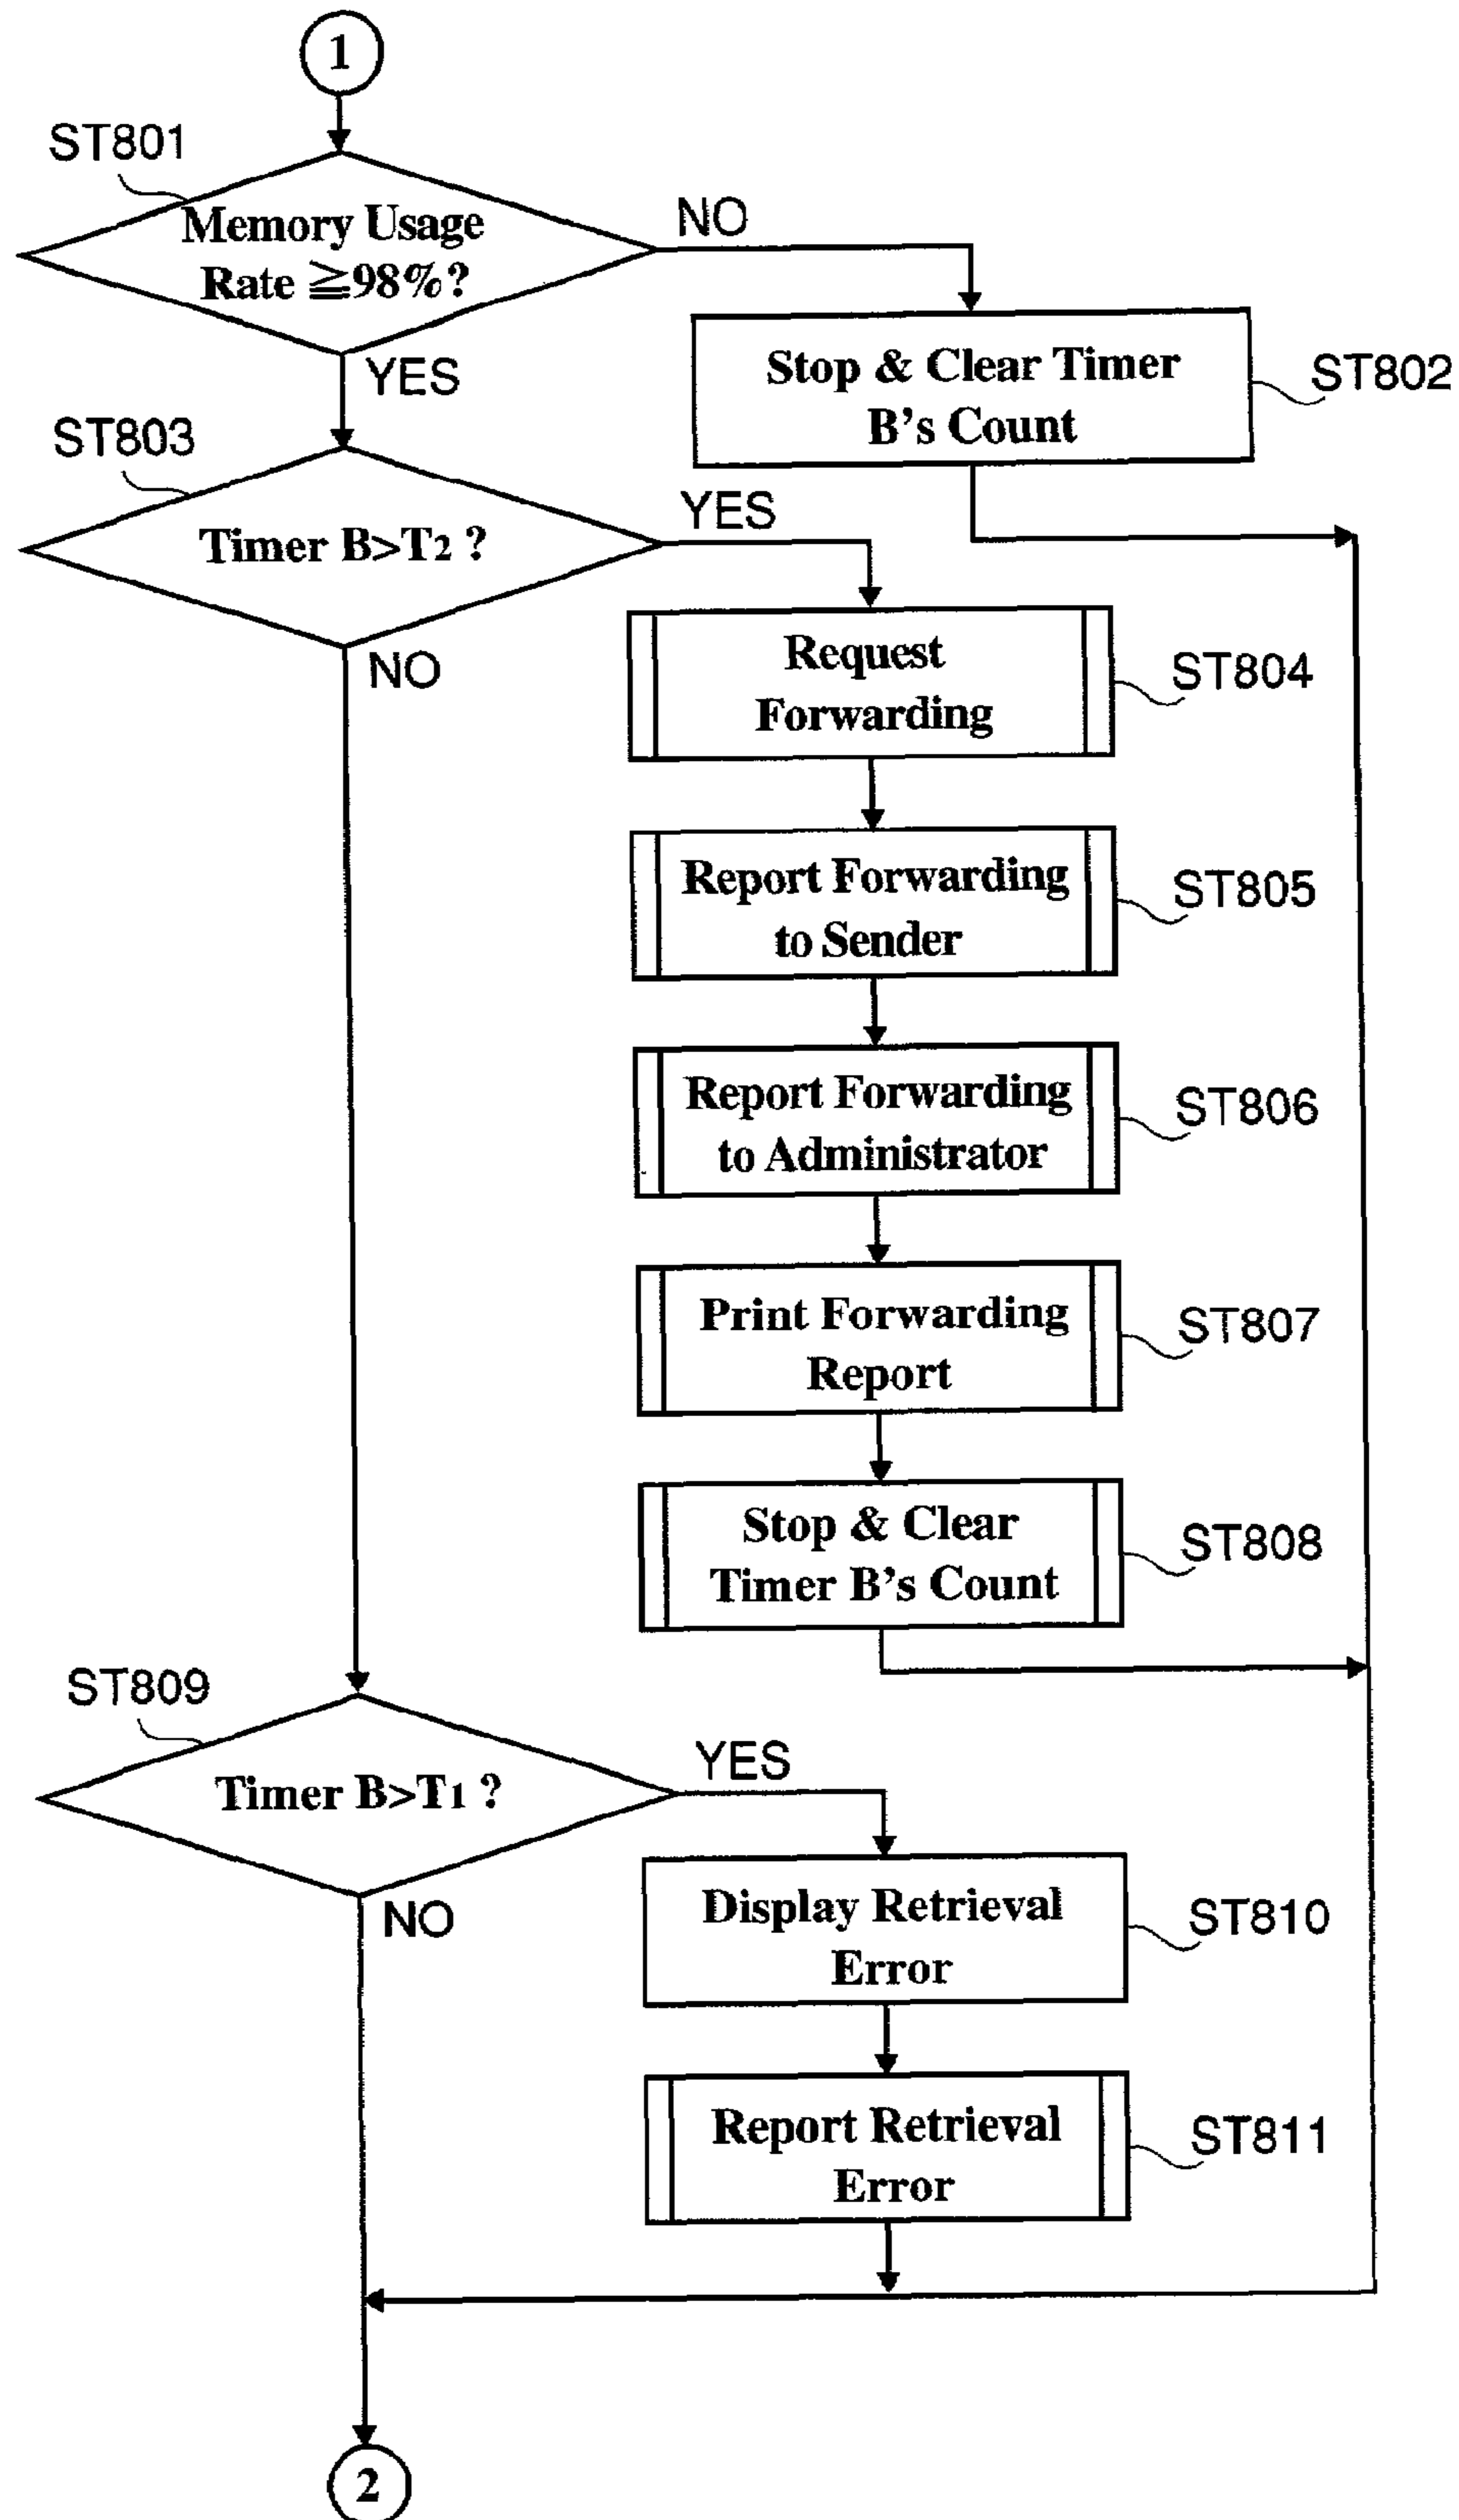 1
ST801
Memory Usage
Rate ≧98%?
NO
YES
Stop & Clear Timer
B's Count
ST802
ST803
Timer B>T2 ?
YES
NO
Request
Forwarding
ST804
Report Forwarding
to Sender
ST805
Report Forwarding
to Administrator
ST806
Print Forwarding
Report
ST807
Stop & Clear
Timer B's Count
ST808
ST809
Timer B>T1 ?
YES
NO
Display Retrieval
Error
ST810
Report Retrieval
Error
ST811
2